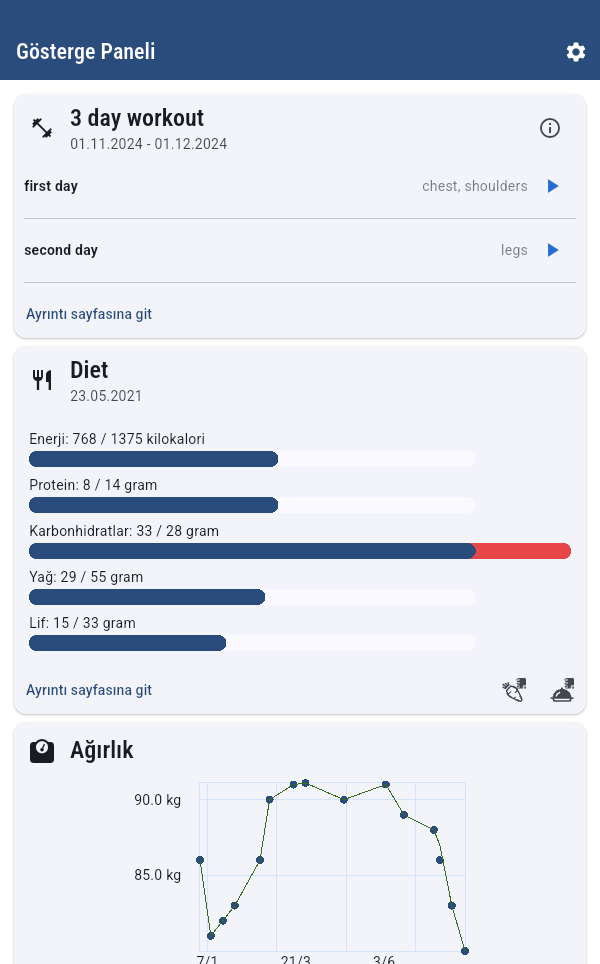 Gösterge Paneli
3 day workout
01.11.2024 - 01.12.2024
first day chest, shoulders
second day legs
Ayrıntı sayfasına git
Diet
23.05.2021
Enerji: 768 / 1375 kilokalori
Protein: 8 / 14 gram
Karbonhidratlar: 33 / 28 gram
Yağ: 29 / 55 gram
Lif: 15 / 33 gram
Ayrıntı sayfasına git
Ağırlık
90.0 kg
85.0 kg
7/1 21/3 3/6